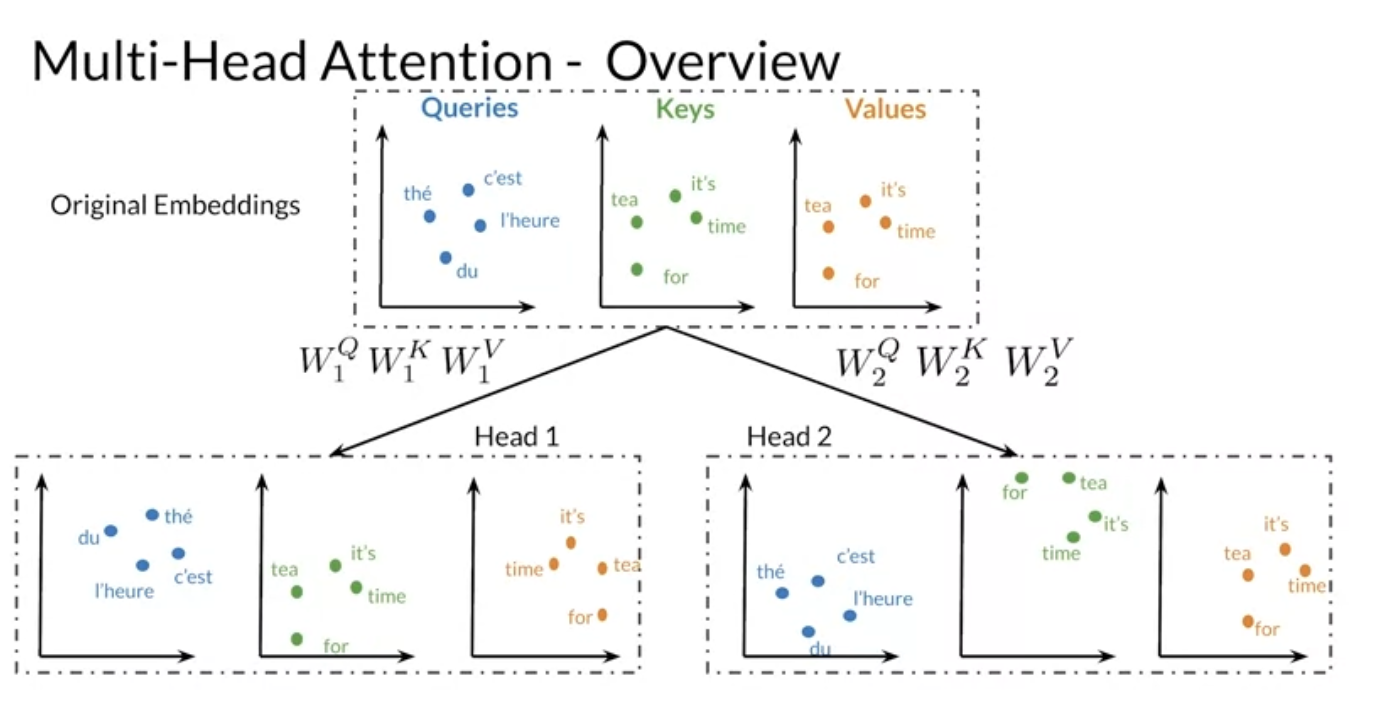 Multi-Head Attention - Overview
Queries Keys Values
Original Embeddings
thé c'est l'heure du
tea it's time for
tea it's time for
W_1^Q W_1^K W_1^V
W_2^Q W_2^K W_2^V
Head 1
du thé l'heure c'est
tea it's time for
it's time tea for
Head 2
thé c'est l'heure du
for tea it's time
it's tea time for